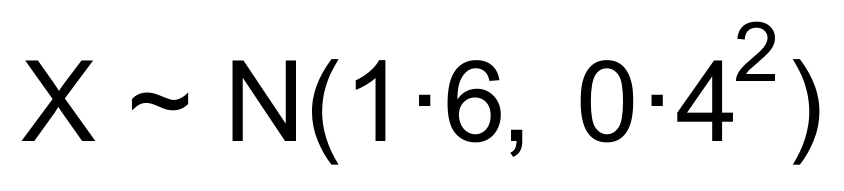 X ~ N(1·6, 0·4²)